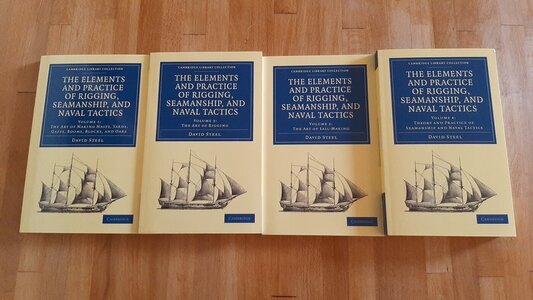 CAMBRIDGE LIBRARY COLLECTION
THE ELEMENTS
AND PRACTICE
OF RIGGING,
SEAMANSHIP, AND
NAVAL TACTICS
VOLUME 1:
THE ART OF MAKING MASTS, YARDS,
GAFFS, BOOMS, BLOCKS, AND OARS
DAVID STEEL
CAMBRIDGE
CAMBRIDGE LIBRARY COLLECTION
THE ELEMENTS
AND PRACTICE
OF RIGGING,
SEAMANSHIP, AND
NAVAL TACTICS
VOLUME 3:
THE ART OF RIGGING
DAVID STEEL
CAMBRIDGE
CAMBRIDGE LIBRARY COLLECTION
THE ELEMENTS
AND PRACTICE
OF RIGGING,
SEAMANSHIP, AND
NAVAL TACTICS
VOLUME 2:
THE ART OF SAIL-MAKING
DAVID STEEL
CAMBRIDGE
CAMBRIDGE LIBRARY COLLECTION
THE ELEMENTS
AND PRACTICE
OF RIGGING,
SEAMANSHIP, AND
NAVAL TACTICS
VOLUME 4:
THEORY AND PRACTICE OF
SEAMANSHIP AND NAVAL TACTICS
DAVID STEEL
CAMBRIDGE